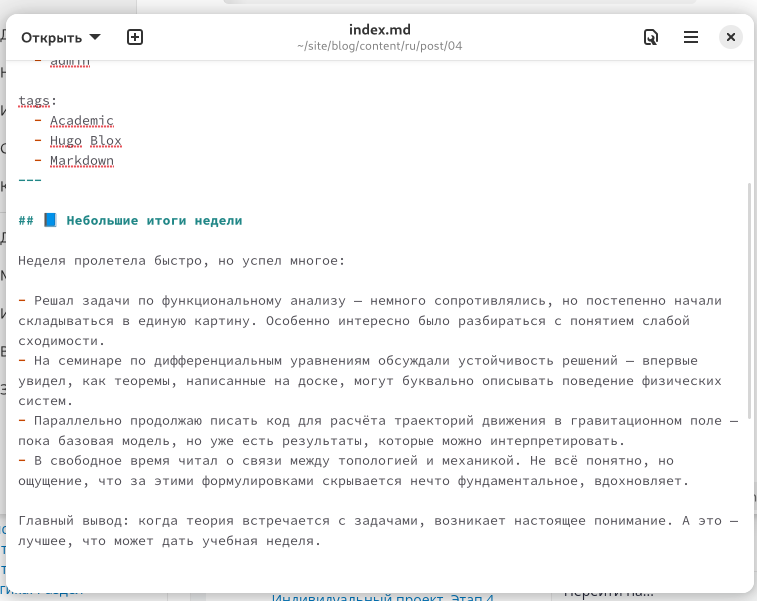 Открыть
index.md
~/site/blog/content/ru/post/04
- admin
tags:
- Academic
- Hugo Blox
- Markdown
---
## 📘 Небольшие итоги недели
Неделя пролетела быстро, но успел многое:
- Решал задачи по функциональному анализу — немного сопротивлялись, но постепенно начали
складываться в единую картину. Особенно интересно было разбираться с понятием слабой
сходимости.
- На семинаре по дифференциальным уравнениям обсуждали устойчивость решений — впервые
увидел, как теоремы, написанные на доске, могут буквально описывать поведение физических
систем.
- Параллельно продолжаю писать код для расчёта траекторий движения в гравитационном поле —
пока базовая модель, но уже есть результаты, которые можно интерпретировать.
- В свободное время читал о связи между топологией и механикой. Не всё понятно, но
ощущение, что за этими формулировками скрывается нечто фундаментальное, вдохновляет.
Главный вывод: когда теория встречается с задачами, возникает настоящее понимание. А это —
лучшее, что может дать учебная неделя.
Индивидуальный проект. Этап 4
Перейти на...